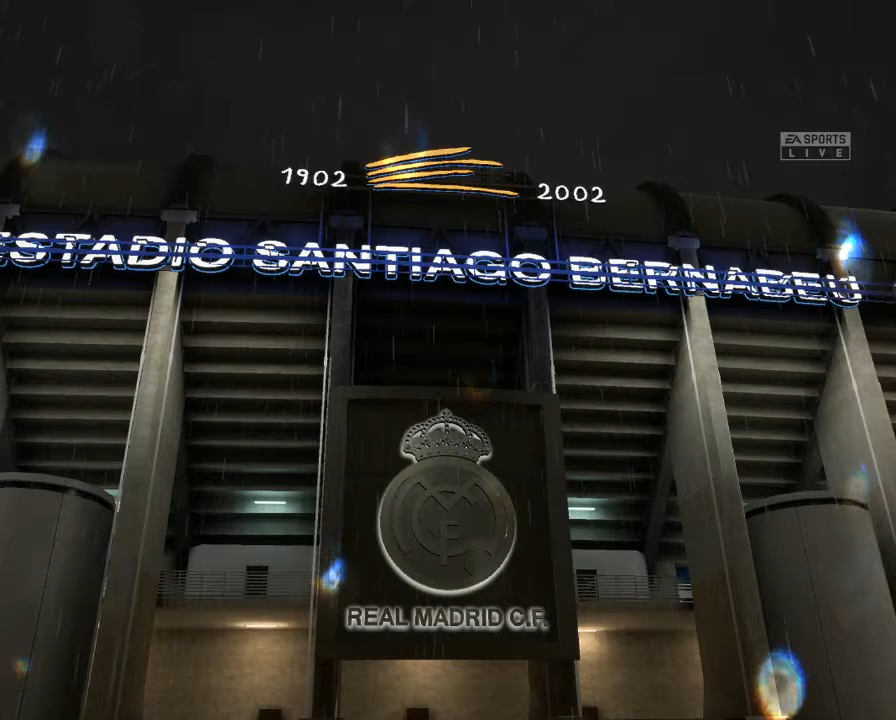 EA SPORTS
LIVE
1902 2002
ESTADIO SANTIAGO BERNABEU
REAL MADRID C.F.